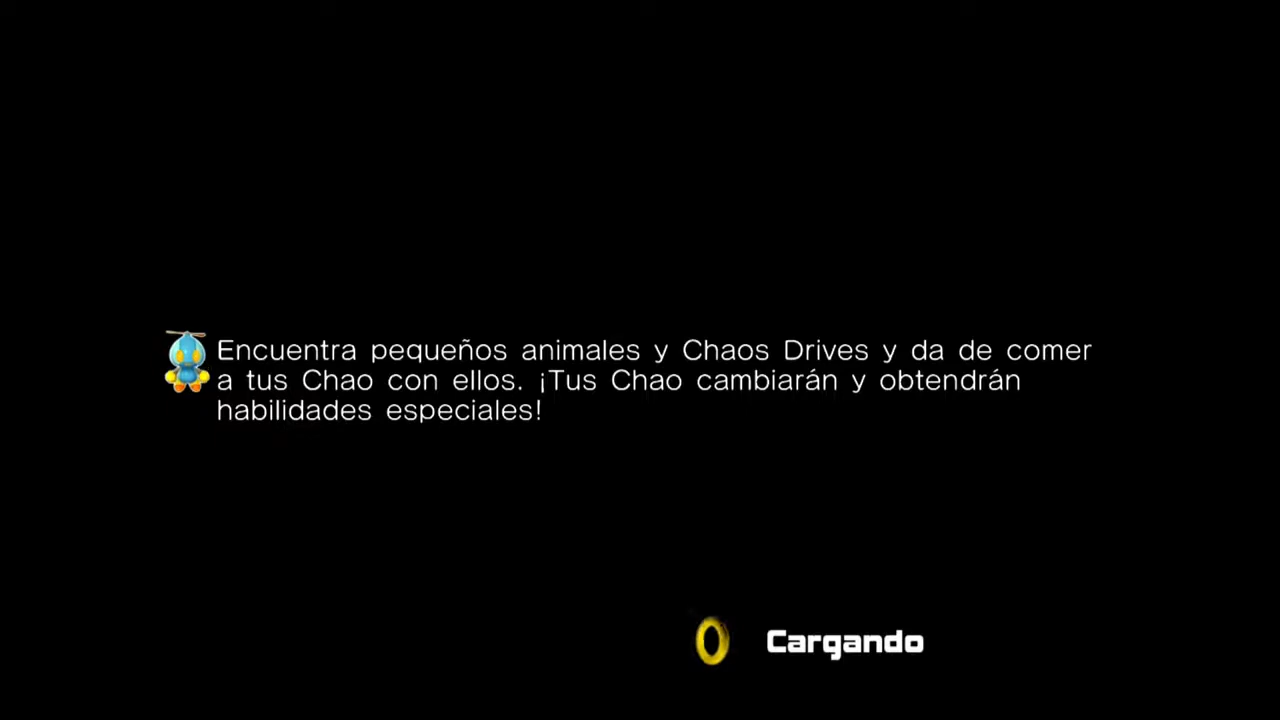 Encuentra pequeños animales y Chaos Drives y da de comer
a tus Chao con ellos. ¡Tus Chao cambiarán y obtendrán
habilidades especiales!
Cargando